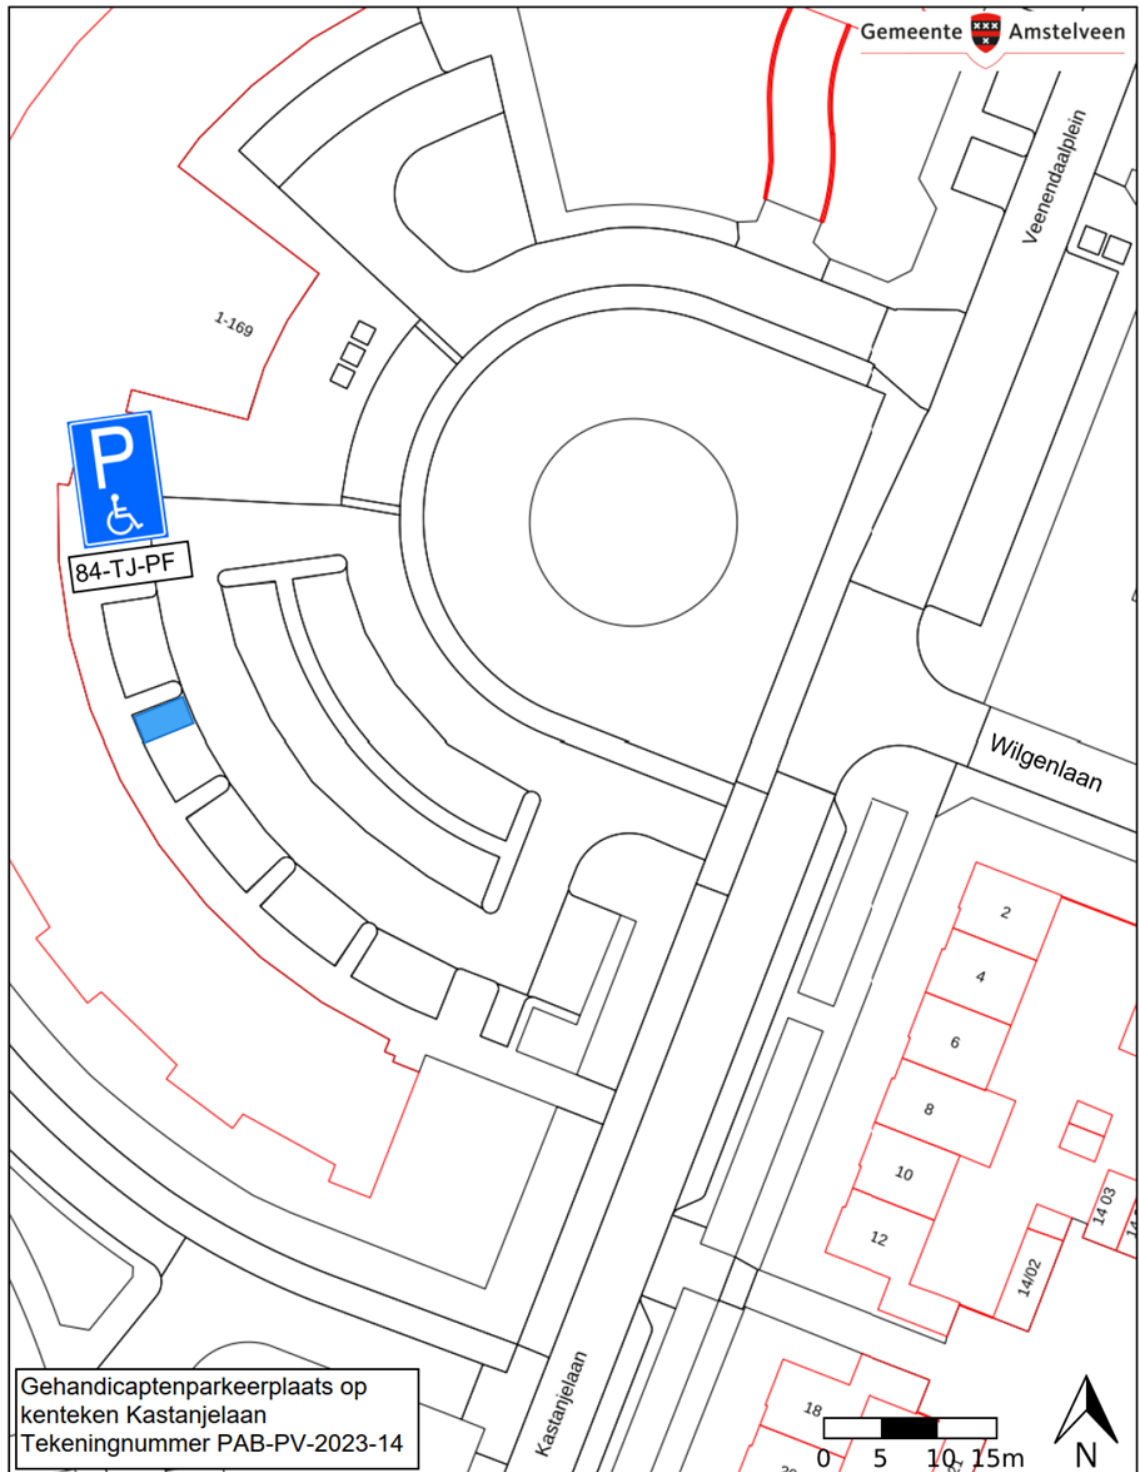 Gemeente Amstelveen
Veenendaalplein
1-169
P
84-TJ-PF
Wilgenlaan
2
4
6
8
10
12
14 03
14/02
18
Kastanjelaan
Gehandicaptenparkeerplaats op
kenteken Kastanjelaan
Tekeningnummer PAB-PV-2023-14
0 5 10 15m
N